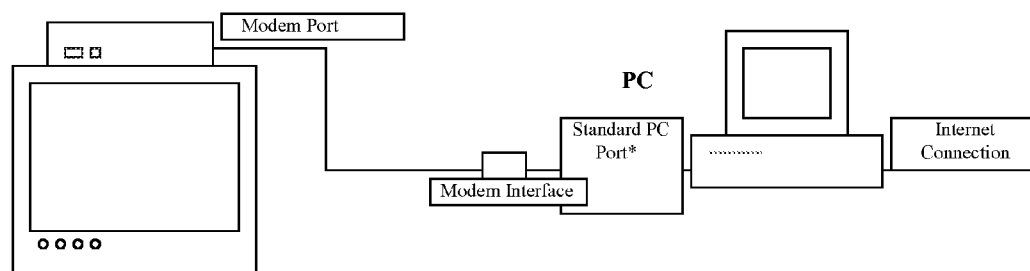 Modem Port
PC
Standard PC
Port*
Internet
Connection
Modem Interface